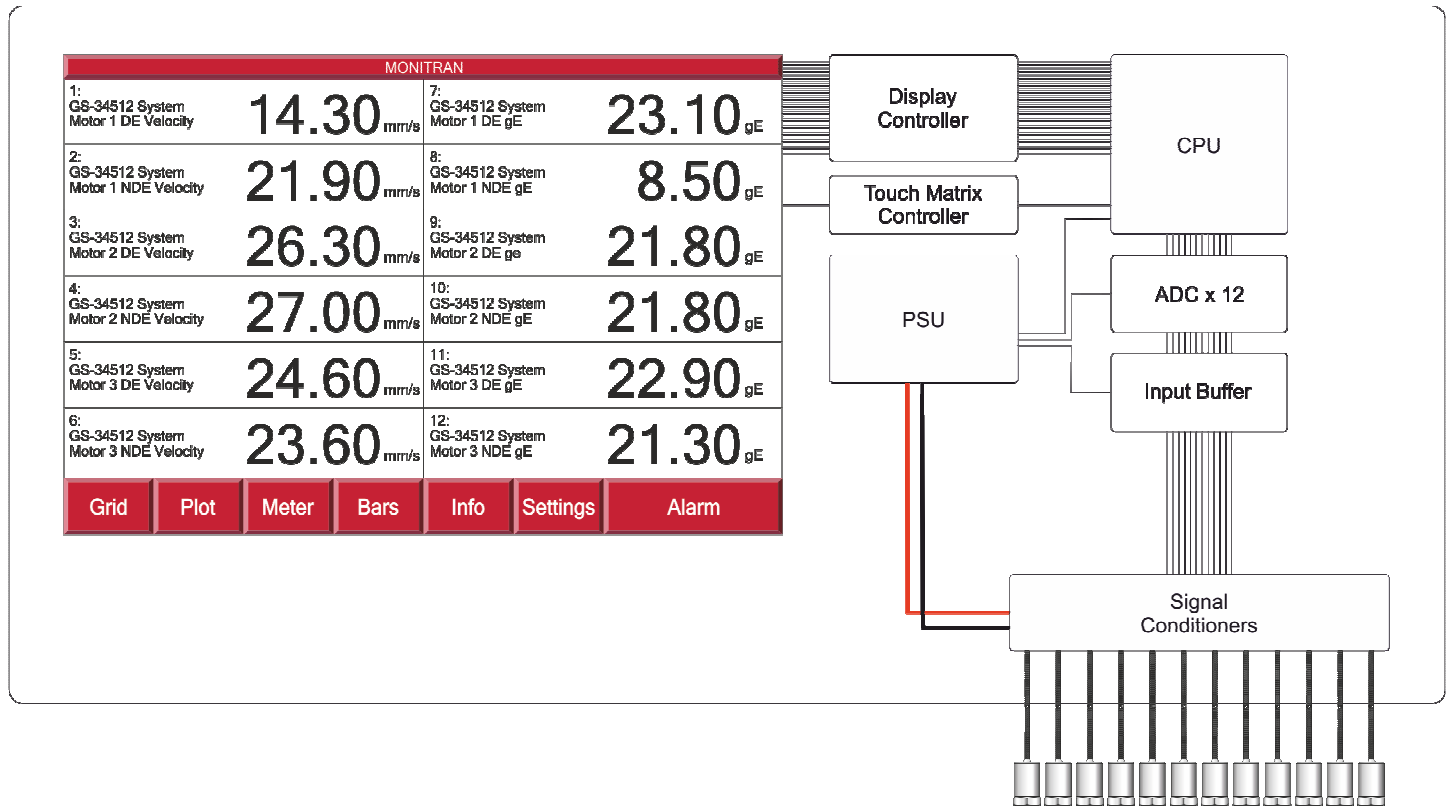 MONITRAN
1:
GS-34512 System
Motor 1 DE Velocity
14.30 mm/s
7:
GS-34512 System
Motor 1 DE gE
23.10 gE
2:
GS-34512 System
Motor 1 NDE Velocity
21.90 mm/s
8:
GS-34512 System
Motor 1 NDE gE
8.50 gE
3:
GS-34512 System
Motor 2 DE Velocity
26.30 mm/s
9:
GS-34512 System
Motor 2 DE ge
21.80 gE
4:
GS-34512 System
Motor 2 NDE Velocity
27.00 mm/s
10:
GS-34512 System
Motor 2 NDE gE
21.80 gE
5:
GS-34512 System
Motor 3 DE Velocity
24.60 mm/s
11:
GS-34512 System
Motor 3 DE gE
22.90 gE
6:
GS-34512 System
Motor 3 NDE Velocity
23.60 mm/s
12:
GS-34512 System
Motor 3 NDE gE
21.30 gE
Grid Plot Meter Bars Info Settings Alarm
Display
Controller
CPU
Touch Matrix
Controller
PSU
ADC x 12
Input Buffer
Signal
Conditioners